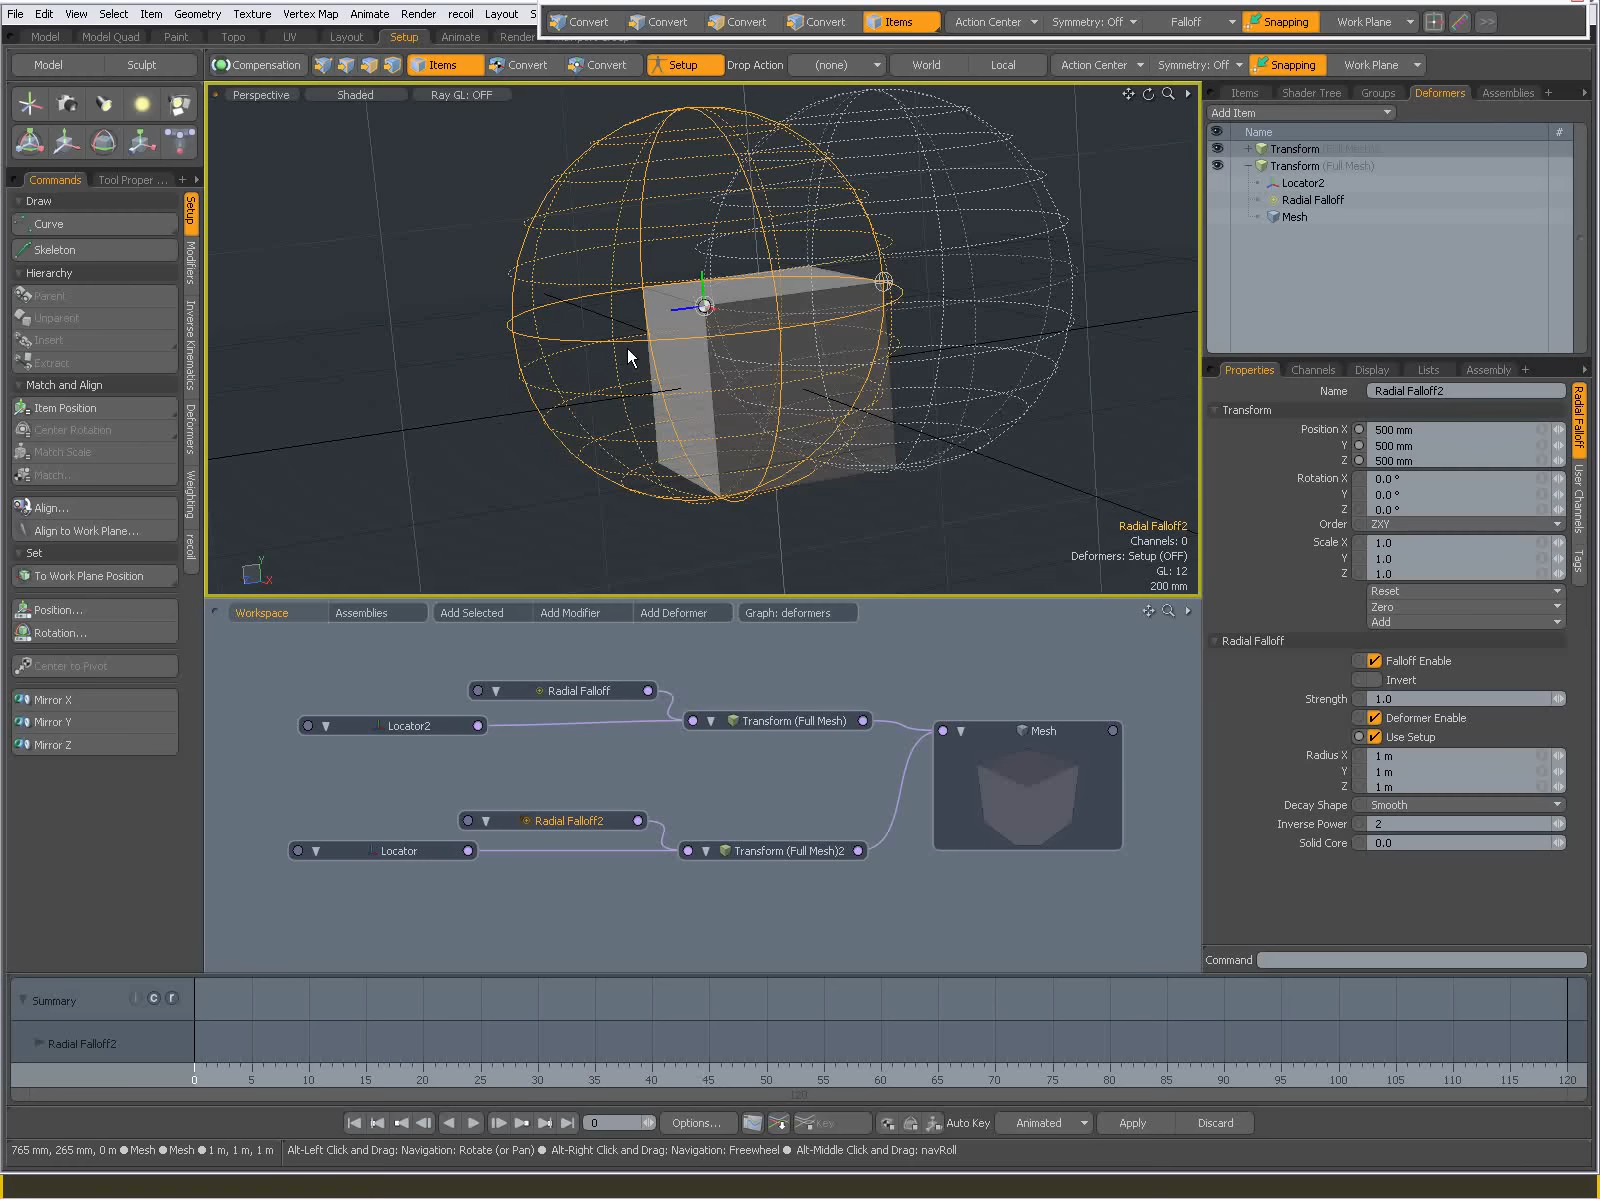 File Edit View Select Item Geometry Texture Vertex Map Animate Render recoil Layout S
Convert Convert Convert Convert Items Action Center Symmetry: Off Falloff Snapping Work Plane >>
Model Model Quad Paint Topo UV Layout Setup Animate Render
Model Sculpt Compensation Items Convert Convert Setup Drop Action (none) World Local Action Center Symmetry: Off Snapping Work Plane
Perspective Shaded Ray GL: OFF
Commands Tool Proper ... +
Draw
Curve
Skeleton
Hierarchy
Parent
Unparent
Insert
Extract
Match and Align
Item Position
Center Rotation
Match Scale
Match...
Align...
Align to Work Plane...
Set
To Work Plane Position
Position...
Rotation...
Center to Pivot
Mirror X
Mirror Y
Mirror Z
Setup
Modifiers
Inverse Kinematics
Deformers
Weighting
recoil
Y
X
Radial Falloff2
Channels: 0
Deformers: Setup (OFF)
GL: 12
200 mm
Items Shader Tree Groups Deformers Assemblies +
Add Item
Name #
Transform
Transform (Full Mesh)
Locator2
Radial Falloff
Mesh
Properties Channels Display Lists Assembly +
Name Radial Falloff2
Transform
Position X 500 mm
Y 500 mm
Z 500 mm
Rotation X 0.0 °
Y 0.0 °
Z 0.0 °
Order ZXY
Scale X 1.0
Y 1.0
Z 1.0
Reset
Zero
Add
Radial Falloff
Falloff Enable
Invert
Strength 1.0
Deformer Enable
Use Setup
Radius X 1 m
Y 1 m
Z 1 m
Decay Shape Smooth
Inverse Power 2
Solid Core 0.0
Radial Falloff
User Channels
Tags
Command
Workspace Assemblies Add Selected Add Modifier Add Deformer Graph: deformers
Radial Falloff
Locator2
Transform (Full Mesh)
Mesh
Radial Falloff2
Locator
Transform (Full Mesh)2
Summary c r
Radial Falloff2
0 5 10 15 20 25 30 35 40 45 50 55 60 65 70 75 80 85 90 95 100 105 110 115 120
120
0 Options... Key Auto Key Animated Apply Discard
765 mm, 265 mm, 0 m ● Mesh ● Mesh ● 1 m, 1 m, 1 m Alt-Left Click and Drag: Navigation: Rotate (or Pan) ● Alt-Right Click and Drag: Navigation: Freewheel ● Alt-Middle Click and Drag: navRoll